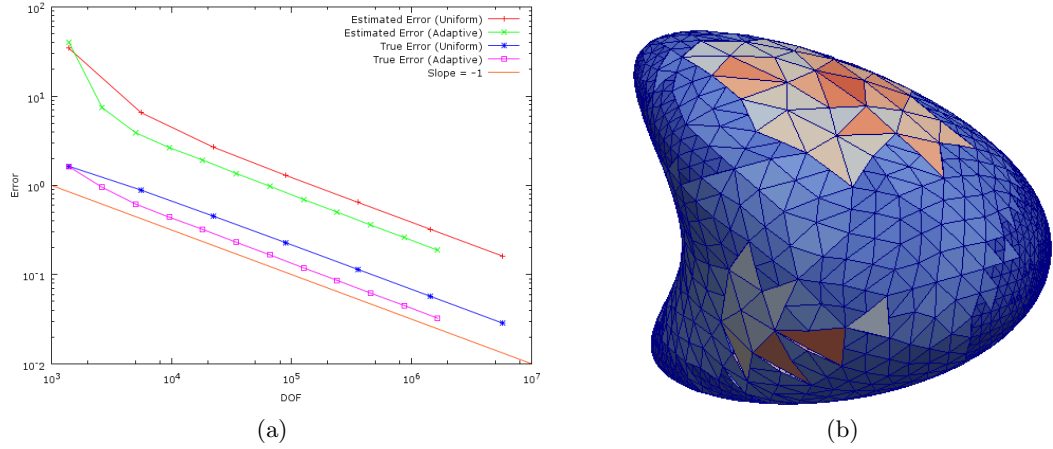 Estimated Error (Uniform)
Estimated Error (Adaptive)
True Error (Uniform)
True Error (Adaptive)
Slope = -1
10^2
10^1
10^0
10^-1
10^-2
Error
10^3 10^4 10^5 10^6 10^7
DOF
(a) (b)